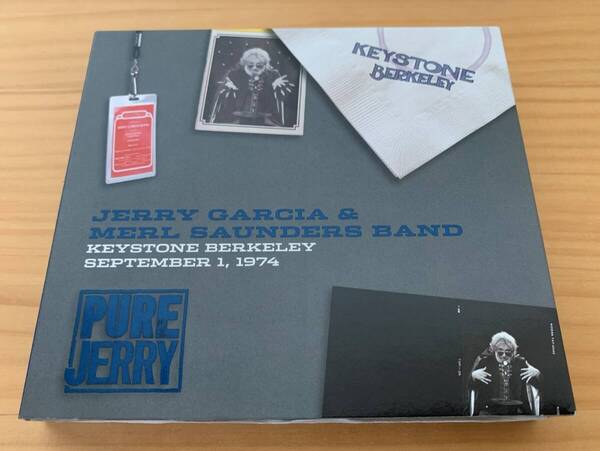 KEYSTONE
BERKELEY
JERRY GARCIA &
MERL SAUNDERS BAND
KEYSTONE BERKELEY
SEPTEMBER 1, 1974
PURE
JERRY